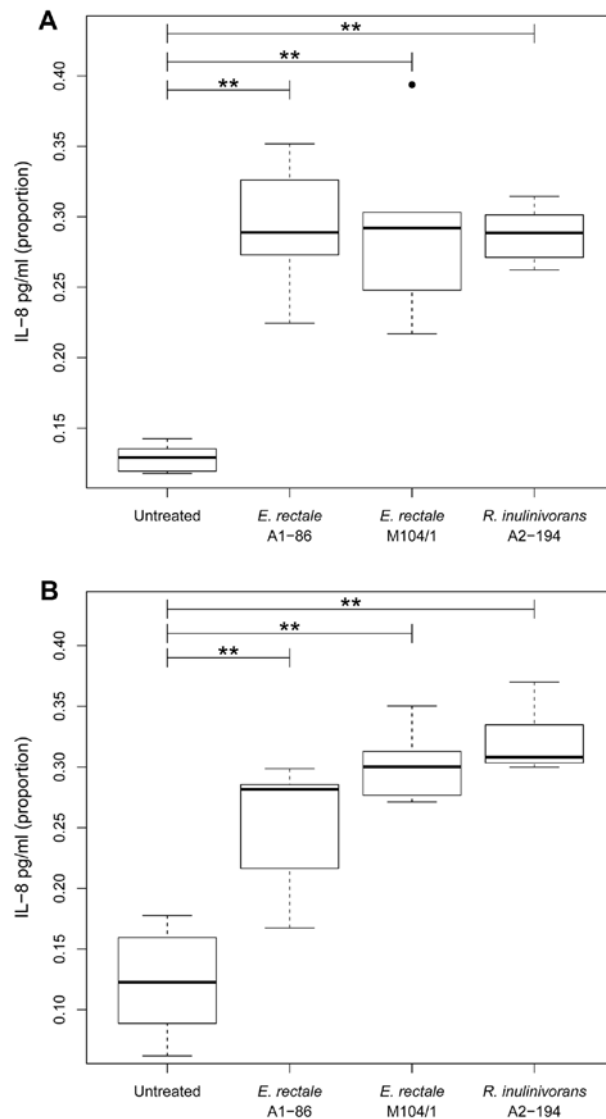 A
**
**
**
IL−8 pg/ml (proportion)
0.40
0.35
0.30
0.25
0.20
0.15
Untreated E. rectale E. rectale R. inulinivorans
A1−86 M104/1 A2−194
B
**
**
**
IL−8 pg/ml (proportion)
0.40
0.35
0.30
0.25
0.20
0.15
0.10
Untreated E. rectale E. rectale R. inulinivorans
A1−86 M104/1 A2−194